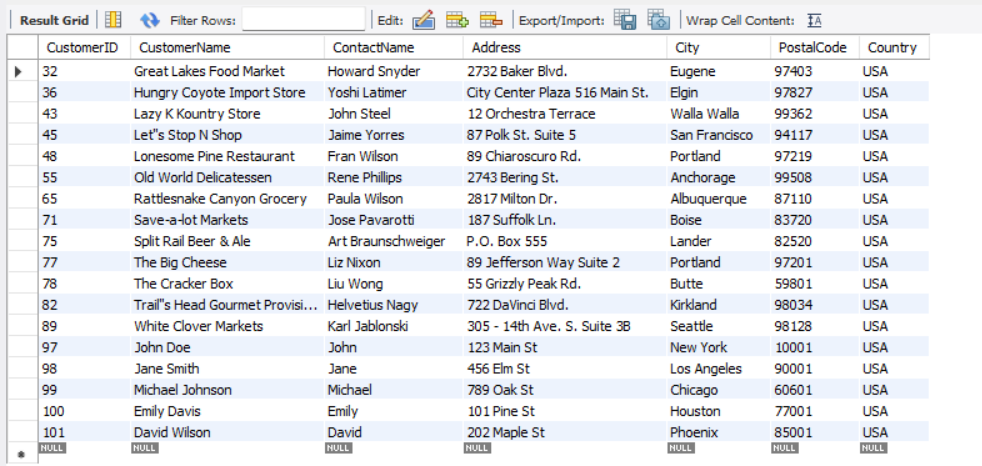 Result Grid Filter Rows: Edit: Export/Import: Wrap Cell Content: IA
CustomerID CustomerName ContactName Address City PostalCode Country
32 Great Lakes Food Market Howard Snyder 2732 Baker Blvd. Eugene 97403 USA
36 Hungry Coyote Import Store Yoshi Latimer City Center Plaza 516 Main St. Elgin 97827 USA
43 Lazy K Kountry Store John Steel 12 Orchestra Terrace Walla Walla 99362 USA
45 Let"s Stop N Shop Jaime Yorres 87 Polk St. Suite 5 San Francisco 94117 USA
48 Lonesome Pine Restaurant Fran Wilson 89 Chiaroscuro Rd. Portland 97219 USA
55 Old World Delicatessen Rene Phillips 2743 Bering St. Anchorage 99508 USA
65 Rattlesnake Canyon Grocery Paula Wilson 2817 Milton Dr. Albuquerque 87110 USA
71 Save-a-lot Markets Jose Pavarotti 187 Suffolk Ln. Boise 83720 USA
75 Split Rail Beer & Ale Art Braunschweiger P.O. Box 555 Lander 82520 USA
77 The Big Cheese Liz Nixon 89 Jefferson Way Suite 2 Portland 97201 USA
78 The Cracker Box Liu Wong 55 Grizzly Peak Rd. Butte 59801 USA
82 Trail"s Head Gourmet Provisi... Helvetius Nagy 722 DaVinci Blvd. Kirkland 98034 USA
89 White Clover Markets Karl Jablonski 305 - 14th Ave. S. Suite 3B Seattle 98128 USA
97 John Doe John 123 Main St New York 10001 USA
98 Jane Smith Jane 456 Elm St Los Angeles 90001 USA
99 Michael Johnson Michael 789 Oak St Chicago 60601 USA
100 Emily Davis Emily 101 Pine St Houston 77001 USA
101 David Wilson David 202 Maple St Phoenix 85001 USA
NULL NULL NULL NULL NULL NULL NULL